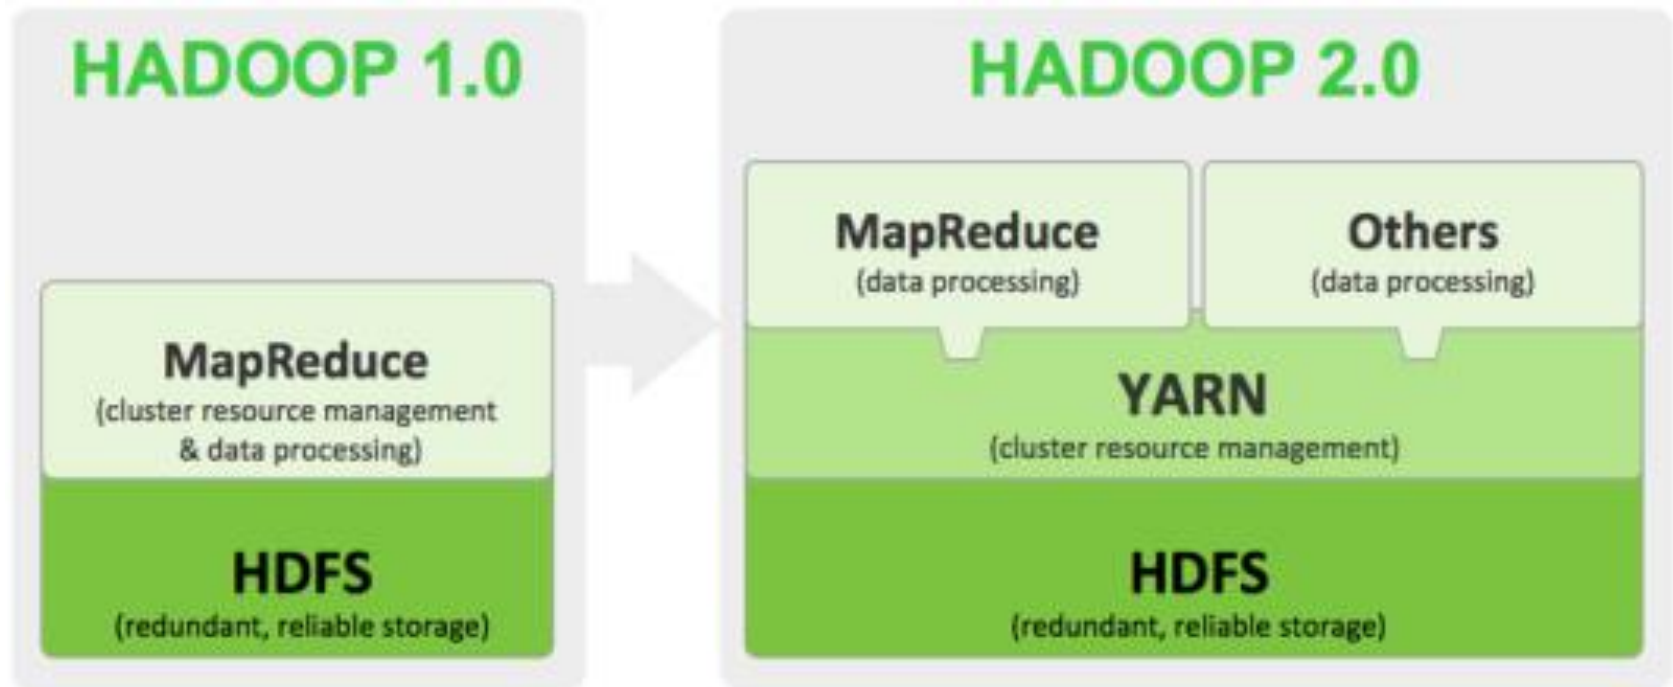 HADOOP 1.0
MapReduce
(cluster resource management
& data processing)
HDFS
(redundant, reliable storage)
HADOOP 2.0
MapReduce
(data processing)
Others
(data processing)
YARN
(cluster resource management)
HDFS
(redundant, reliable storage)